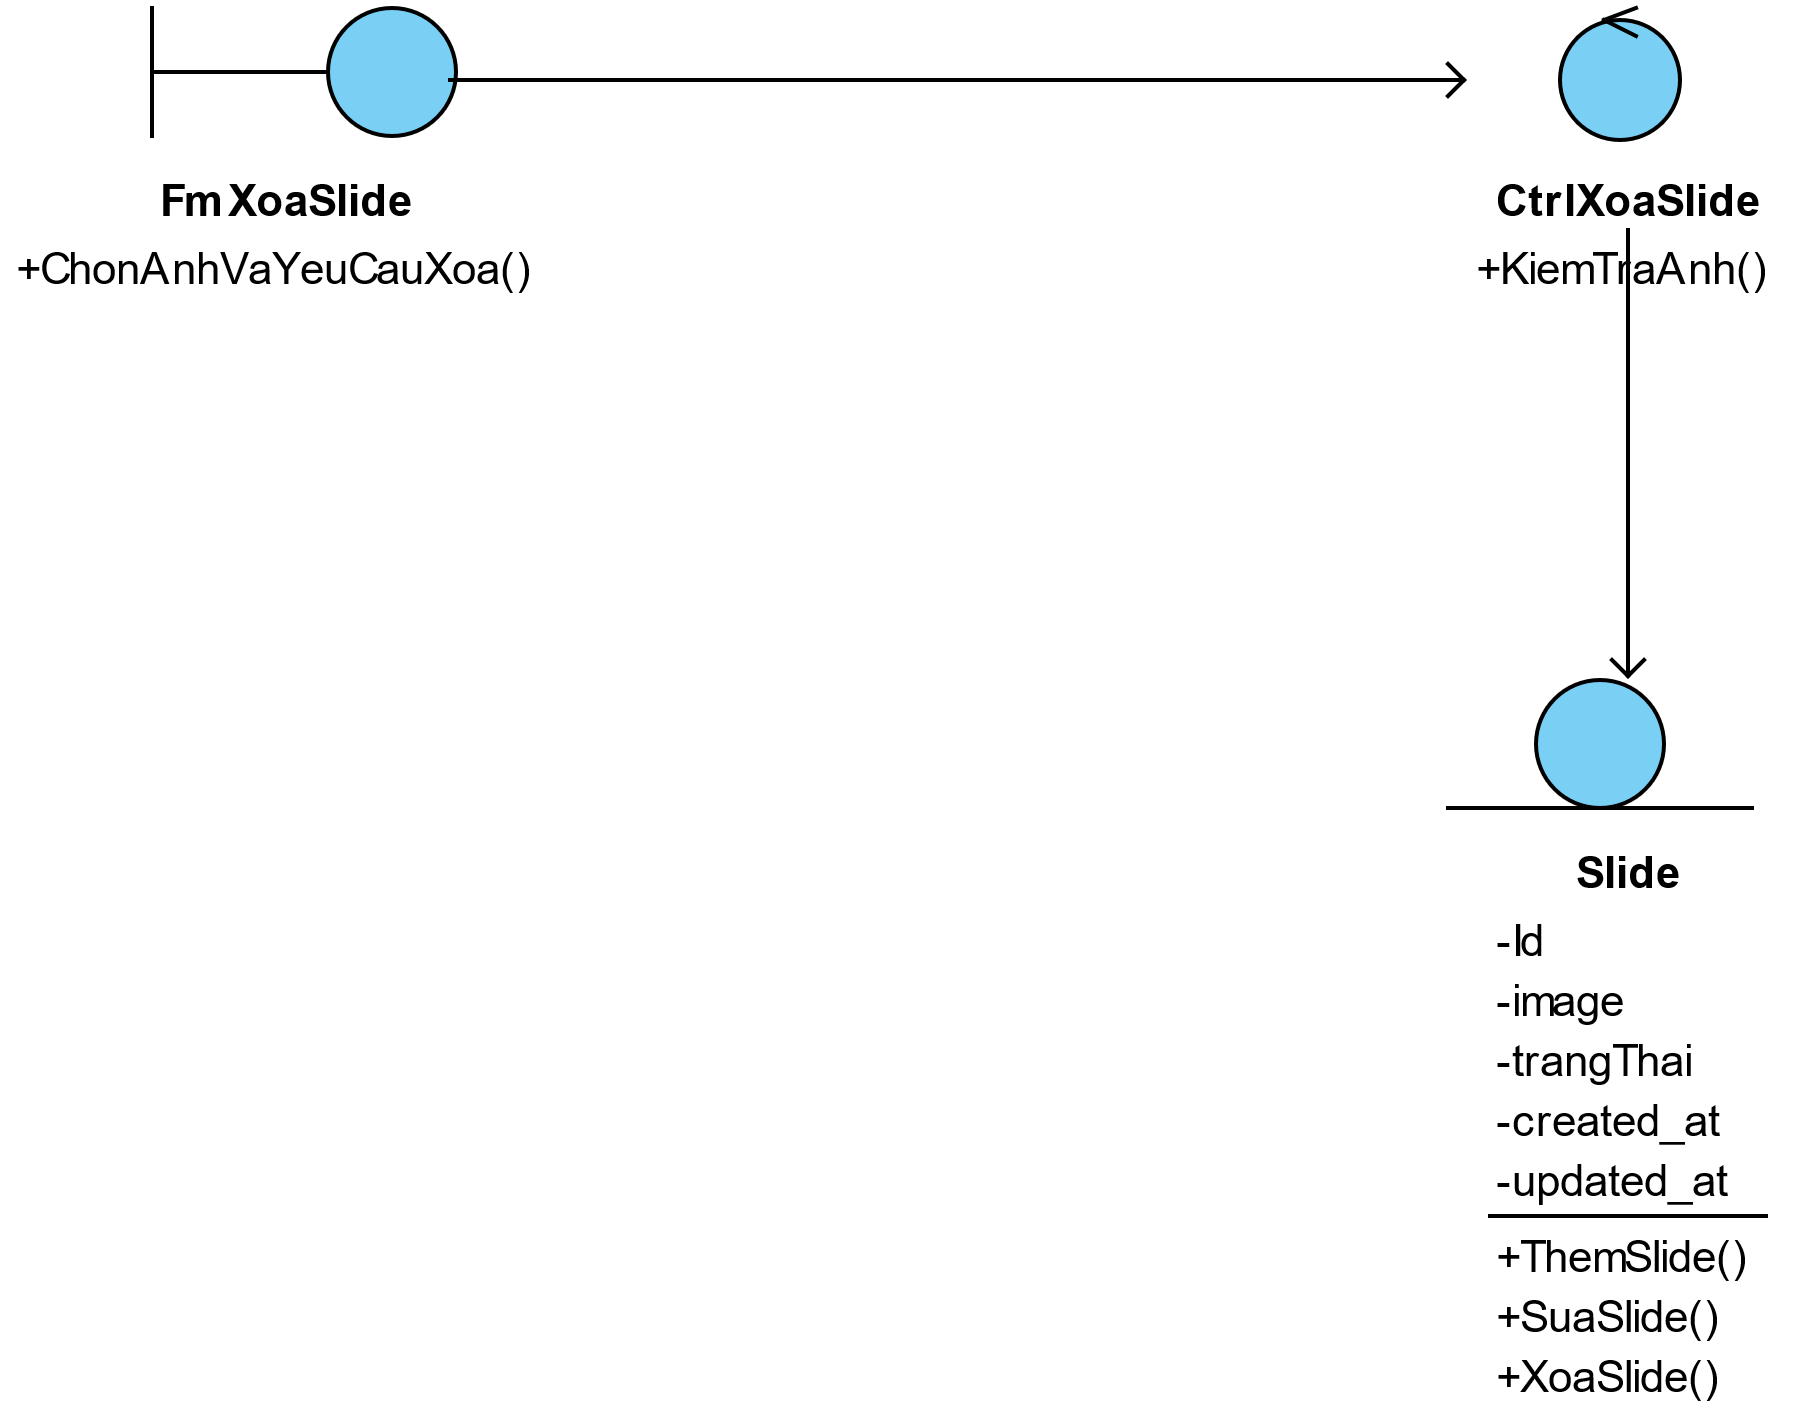 FmXoaSlide
+ChonAnhVaYeuCauXoa()
CtrlXoaSlide
+KiemTraAnh()
Slide
-Id
-image
-trangThai
-created_at
-updated_at
+ThemSlide()
+SuaSlide()
+XoaSlide()